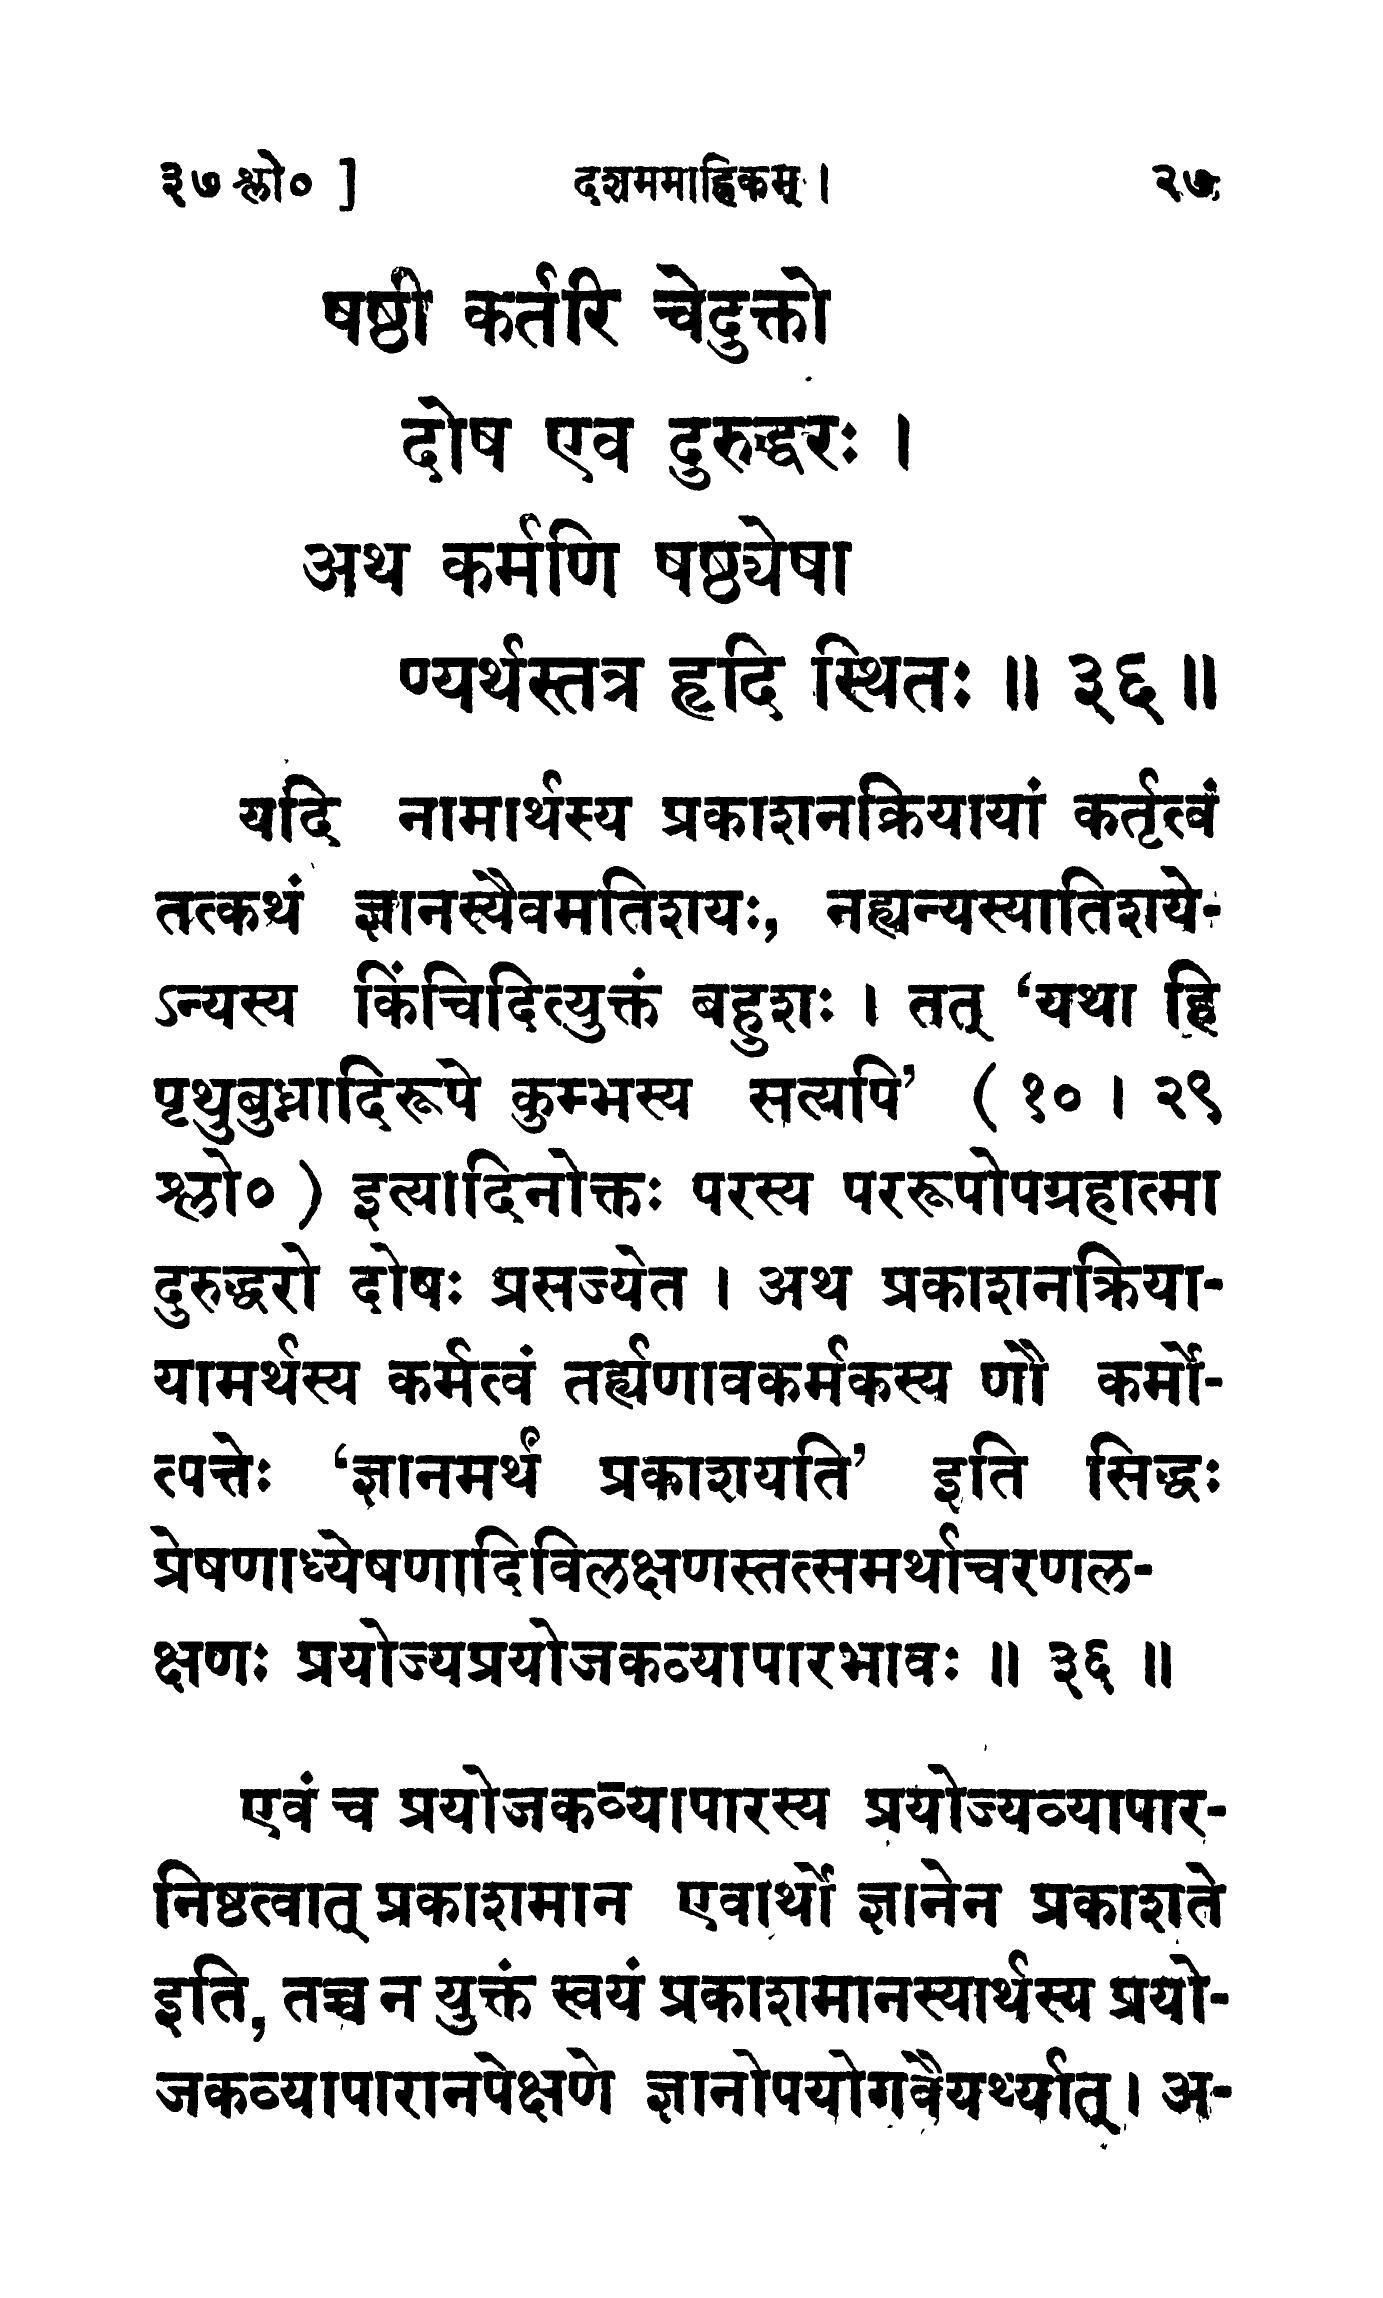 ३७ श्लो० ] दशममाह्निकम् । २७
षष्ठी कर्तरि चेदुक्तो
दोष एव दुरुद्धरः ।
अथ कर्मणि षष्ठ्येषा
ण्यर्थस्तत्र हृदि स्थितः ॥ ३६ ॥
यदि नामार्थस्य प्रकाशनक्रियायां कर्तृत्वं
तत्कथं ज्ञानस्यैवमतिशयः, नह्यन्यस्यातिशये-
ऽन्यस्य किंचिदित्युक्तं बहुशः । तत् ‘यथा हि
पृथुबुध्नादिरूपे कुम्भस्य सत्यपि’ ( १० । २९
श्लो० ) इत्यादिनोक्तः परस्य पररूपोपग्रहात्मा
दुरुद्धरो दोषः प्रसज्येत । अथ प्रकाशनक्रिया-
यामर्थस्य कर्मत्वं तर्ह्यणावकर्मकस्य णौ कर्मो-
त्पत्तेः ‘ज्ञानमर्थं प्रकाशयति’ इति सिद्धः
प्रेषणाध्येषणादिविलक्षणस्तत्समर्थाचरणल-
क्षणः प्रयोज्यप्रयोजकव्यापारभावः ॥ ३६ ॥
एवं च प्रयोजकव्यापारस्य प्रयोज्यव्यापार-
निष्ठत्वात् प्रकाशमान एवार्थो ज्ञानेन प्रकाशते
इति, तच्च न युक्तं स्वयं प्रकाशमानस्यार्थस्य प्रयो-
जकव्यापारानपेक्षणे ज्ञानोपयोगवैयर्थ्यात् । अ-